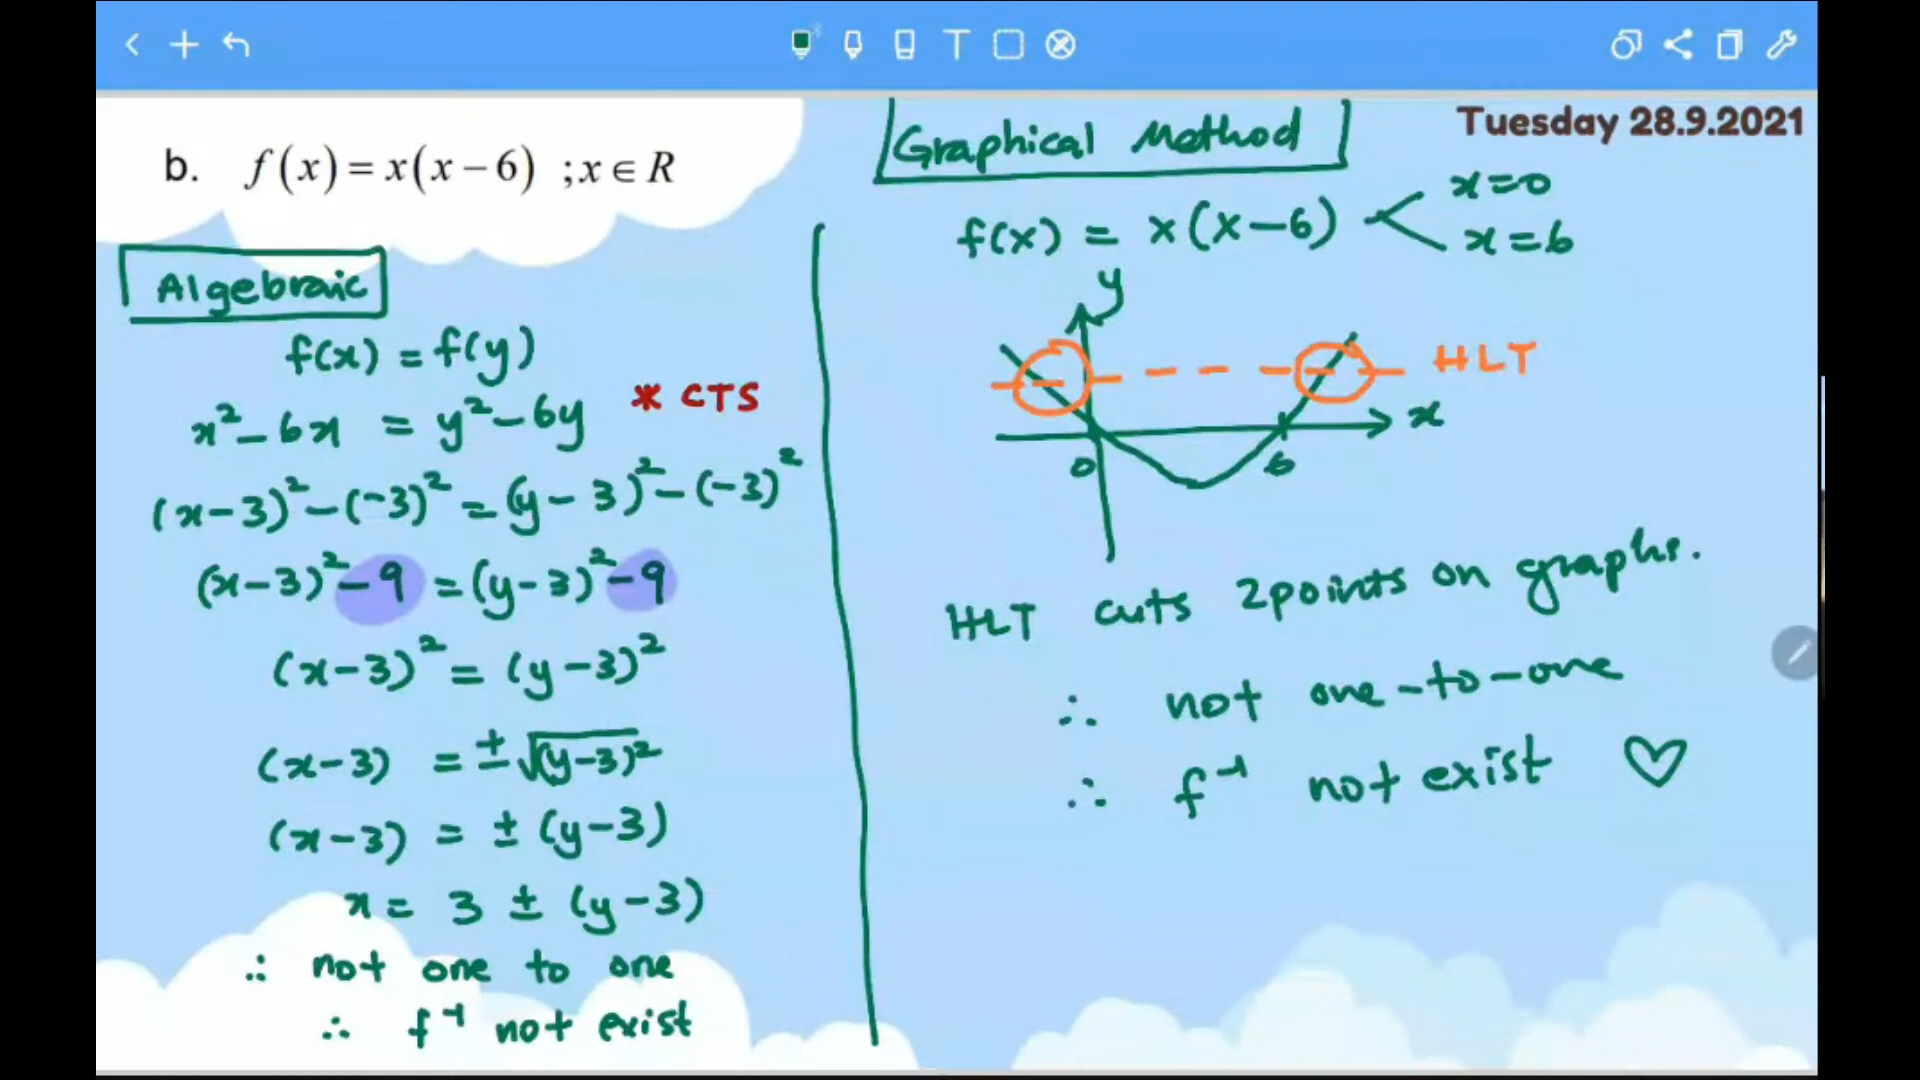 Tuesday 28.9.2021
b. f(x) = x(x − 6) ; x ∈ R
Algebraic
f(x) = f(y)
x² − 6x = y² − 6y * CTS
(x−3)² − (−3)² = (y−3)² − (−3)²
(x−3)² − 9 = (y−3)² − 9
(x−3)² = (y−3)²
(x−3) = ± √(y−3)²
(x−3) = ± (y−3)
x = 3 ± (y−3)
∴ not one to one
∴ f⁻¹ not exist
Graphical Method
f(x) = x(x−6) < x=0
x=6
y
HLT
x
0 6
HLT cuts 2points on graphs.
∴ not one-to-one
∴ f⁻¹ not exist ♡
T